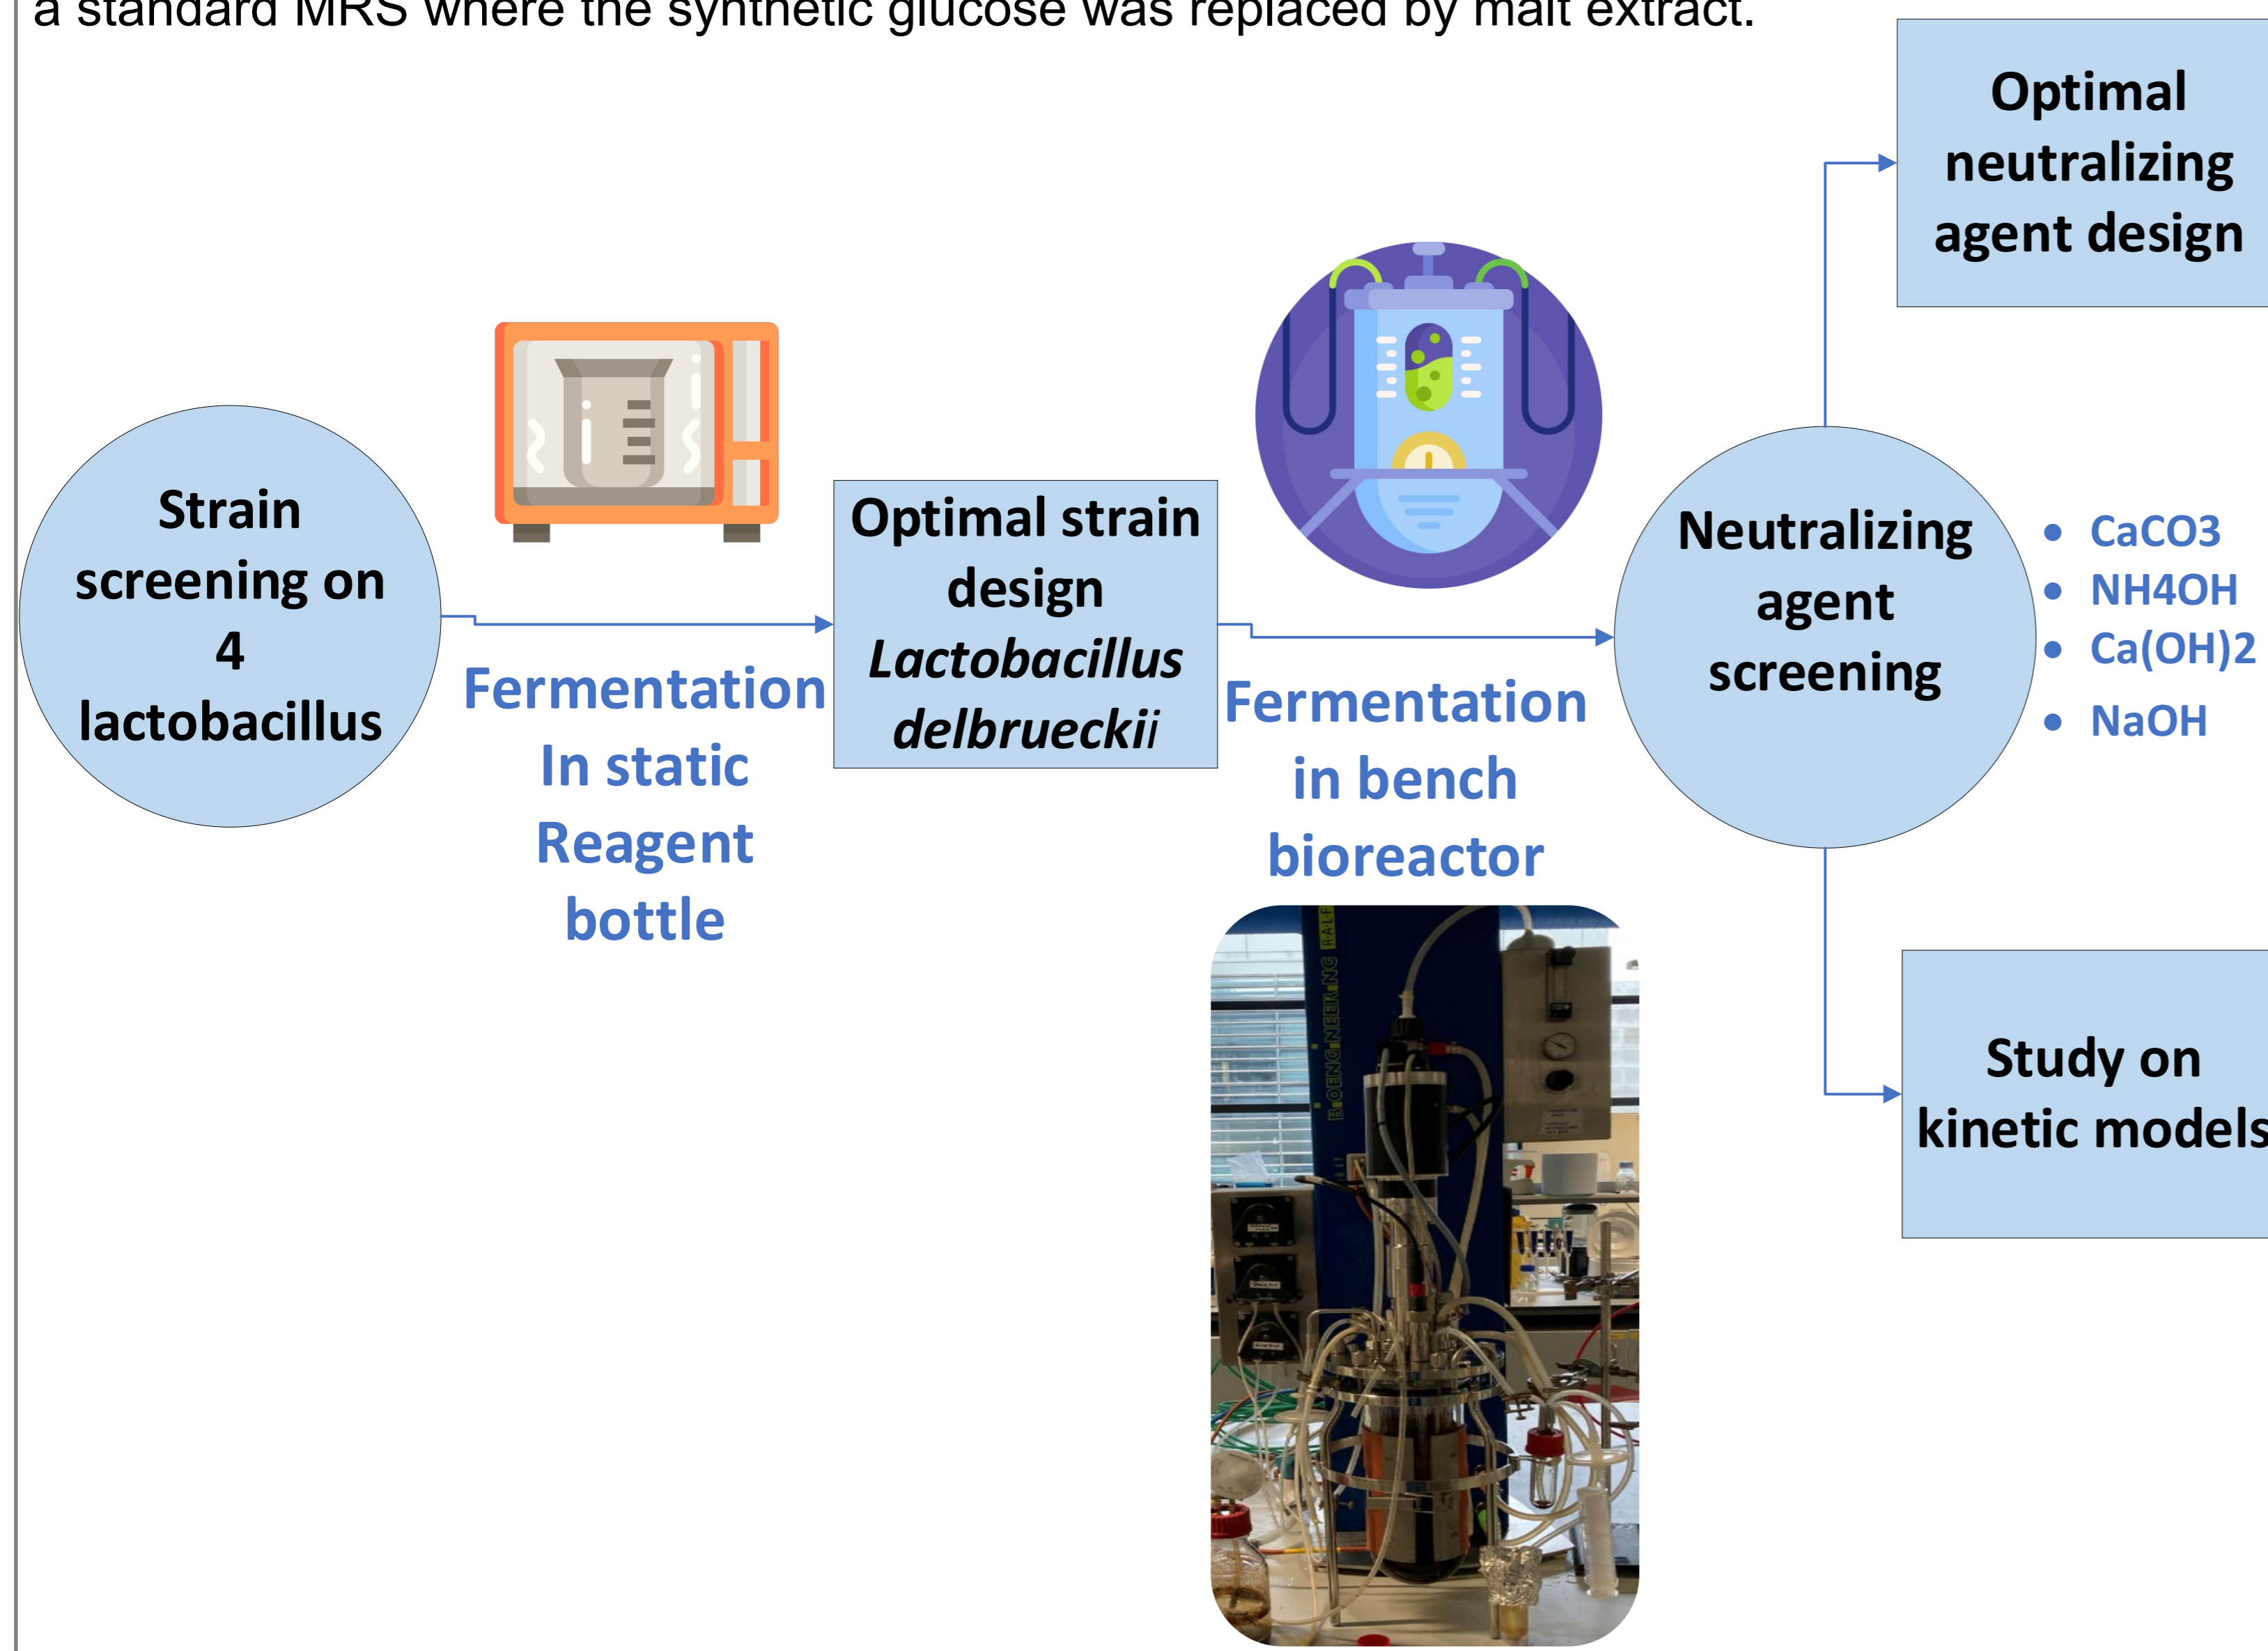 a standard MRS where the synthetic glucose was replaced by malt extract.
Strain
screening on
4
lactobacillus
Fermentation
In static
Reagent
bottle
Optimal strain
design
Lactobacillus
delbrueckii
Fermentation
in bench
bioreactor
BIOENGINEERING RALF
Neutralizing
agent
screening
• CaCO3
• NH4OH
• Ca(OH)2
• NaOH
Optimal
neutralizing
agent design
Study on
kinetic models